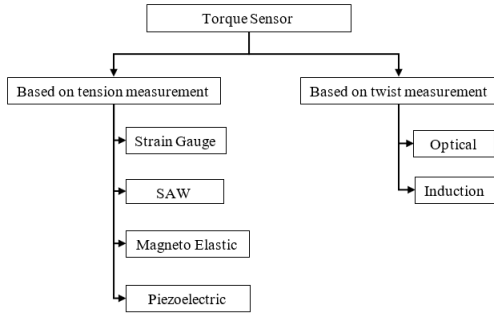 Torque Sensor
Based on tension measurement
Based on twist measurement
Strain Gauge
Optical
SAW
Induction
Magneto Elastic
Piezoelectric